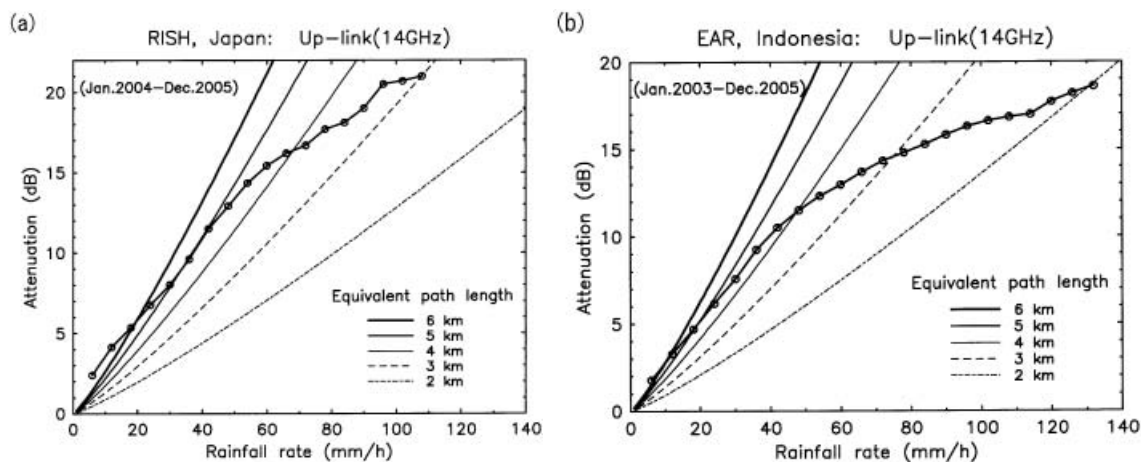 (a)
RISH, Japan: Up-link(14GHz)
(Jan.2004-Dec.2005)
20
15
10
5
0
Attenuation (dB)
Equivalent path length
6 km
5 km
4 km
3 km
2 km
0 20 40 60 80 100 120 140
Rainfall rate (mm/h)
(b)
EAR, Indonesia: Up-link(14GHz)
(Jan.2003-Dec.2005)
20
15
10
5
0
Attenuation (dB)
Equivalent path length
6 km
5 km
4 km
3 km
2 km
0 20 40 60 80 100 120 140
Rainfall rate (mm/h)